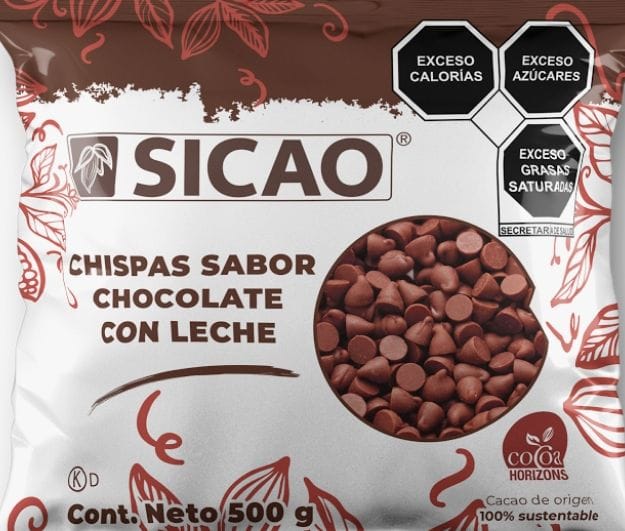 EXCESO
CALORÍAS
EXCESO
AZÚCARES
EXCESO
GRASAS
SATURADAS
SECRETARÍA DE SALUD
SICAO®
CHISPAS SABOR
CHOCOLATE
CON LECHE
K D
cocoa
HORIZONS
Cacao de origen
100% sustentable
Cont. Neto 500 g